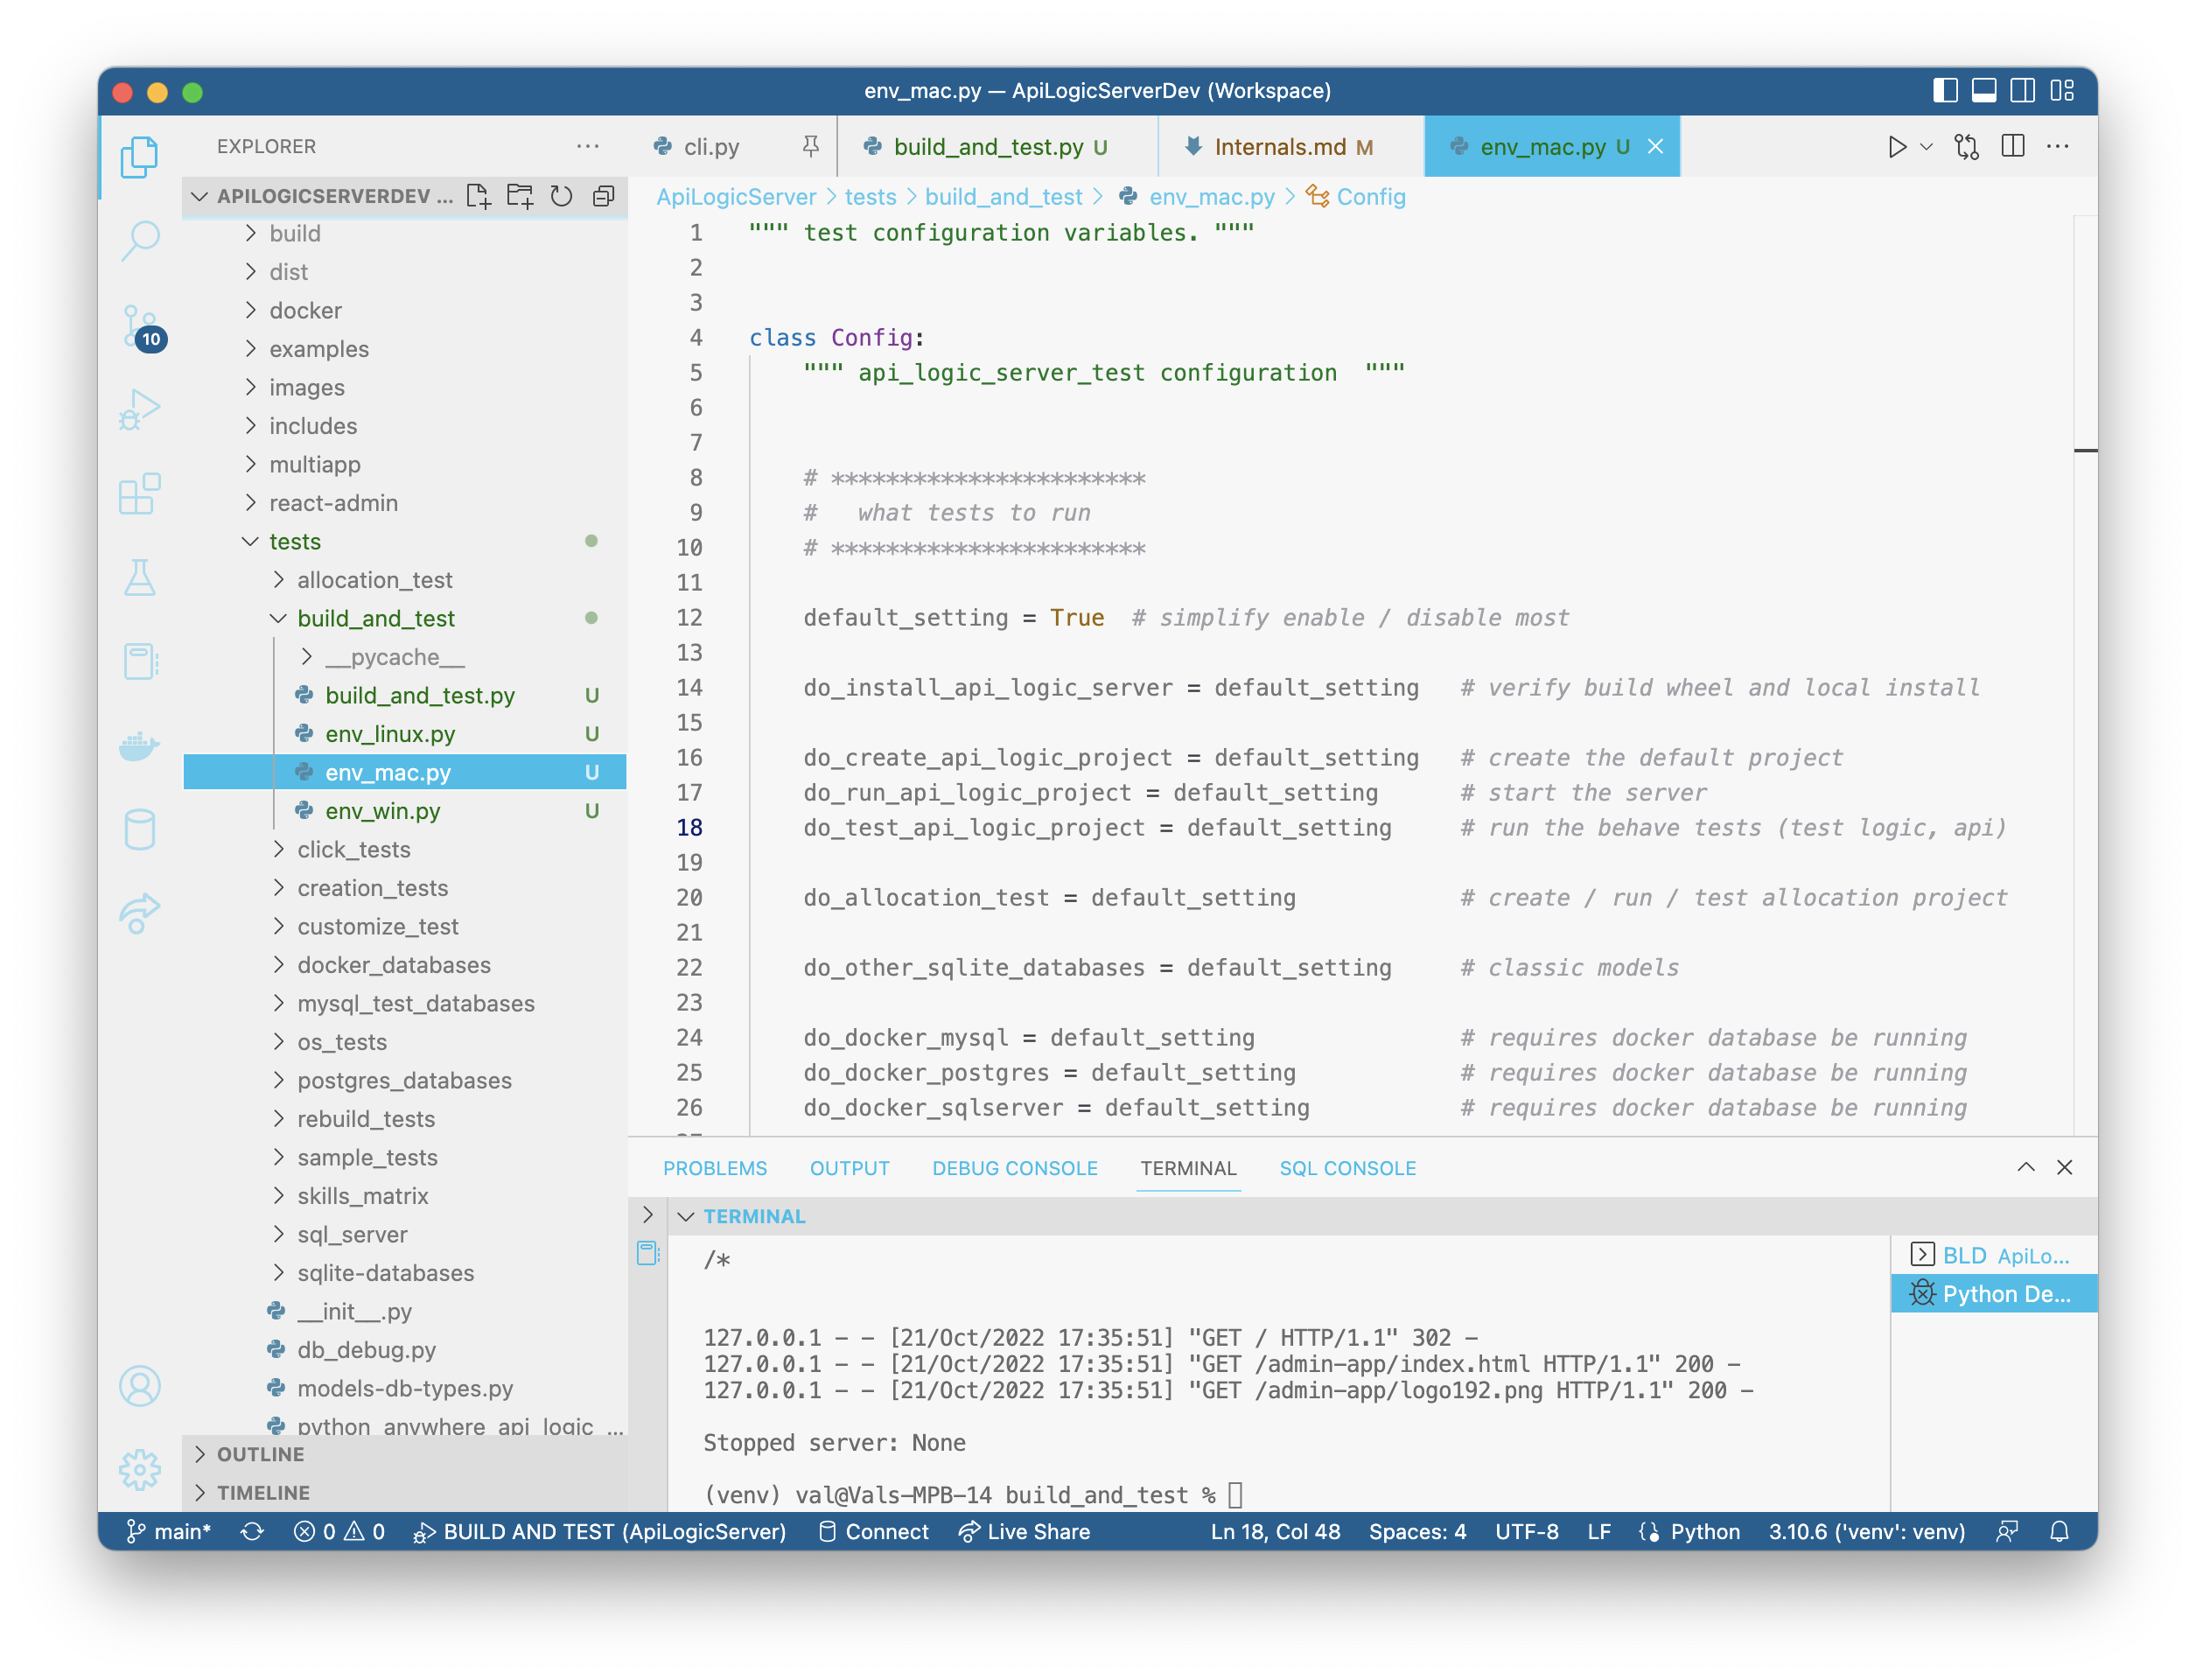 env_mac.py — ApiLogicServerDev (Workspace)
EXPLORER
APILOGICSERVERDEV ...
build
dist
docker
examples
images
includes
multiapp
react-admin
tests
allocation_test
build_and_test
__pycache__
build_and_test.py U
env_linux.py U
env_mac.py U
env_win.py U
click_tests
creation_tests
customize_test
docker_databases
mysql_test_databases
os_tests
postgres_databases
rebuild_tests
sample_tests
skills_matrix
sql_server
sqlite-databases
__init__.py
db_debug.py
models-db-types.py
python_anywhere_api_logic_...
OUTLINE
TIMELINE
10
cli.py build_and_test.py U Internals.md M env_mac.py U
ApiLogicServer > tests > build_and_test > env_mac.py > Config
1 """ test configuration variables. """
2
3
4 class Config:
5 """ api_logic_server_test configuration  """
6
7
8 # ***********************
9 #   what tests to run
10 # ***********************
11
12 default_setting = True  # simplify enable / disable most
13
14 do_install_api_logic_server = default_setting   # verify build wheel and local install
15
16 do_create_api_logic_project = default_setting   # create the default project
17 do_run_api_logic_project = default_setting      # start the server
18 do_test_api_logic_project = default_setting     # run the behave tests (test logic, api)
19
20 do_allocation_test = default_setting            # create / run / test allocation project
21
22 do_other_sqlite_databases = default_setting     # classic models
23
24 do_docker_mysql = default_setting               # requires docker database be running
25 do_docker_postgres = default_setting            # requires docker database be running
26 do_docker_sqlserver = default_setting           # requires docker database be running
PROBLEMS OUTPUT DEBUG CONSOLE TERMINAL SQL CONSOLE
TERMINAL
/*
127.0.0.1 - - [21/Oct/2022 17:35:51] "GET / HTTP/1.1" 302 -
127.0.0.1 - - [21/Oct/2022 17:35:51] "GET /admin-app/index.html HTTP/1.1" 200 -
127.0.0.1 - - [21/Oct/2022 17:35:51] "GET /admin-app/logo192.png HTTP/1.1" 200 -
Stopped server: None
(venv) val@Vals-MPB-14 build_and_test %
BLD ApiLo...
Python De...
main* 0 0 BUILD AND TEST (ApiLogicServer) Connect Live Share Ln 18, Col 48 Spaces: 4 UTF-8 LF Python 3.10.6 ('venv': venv)